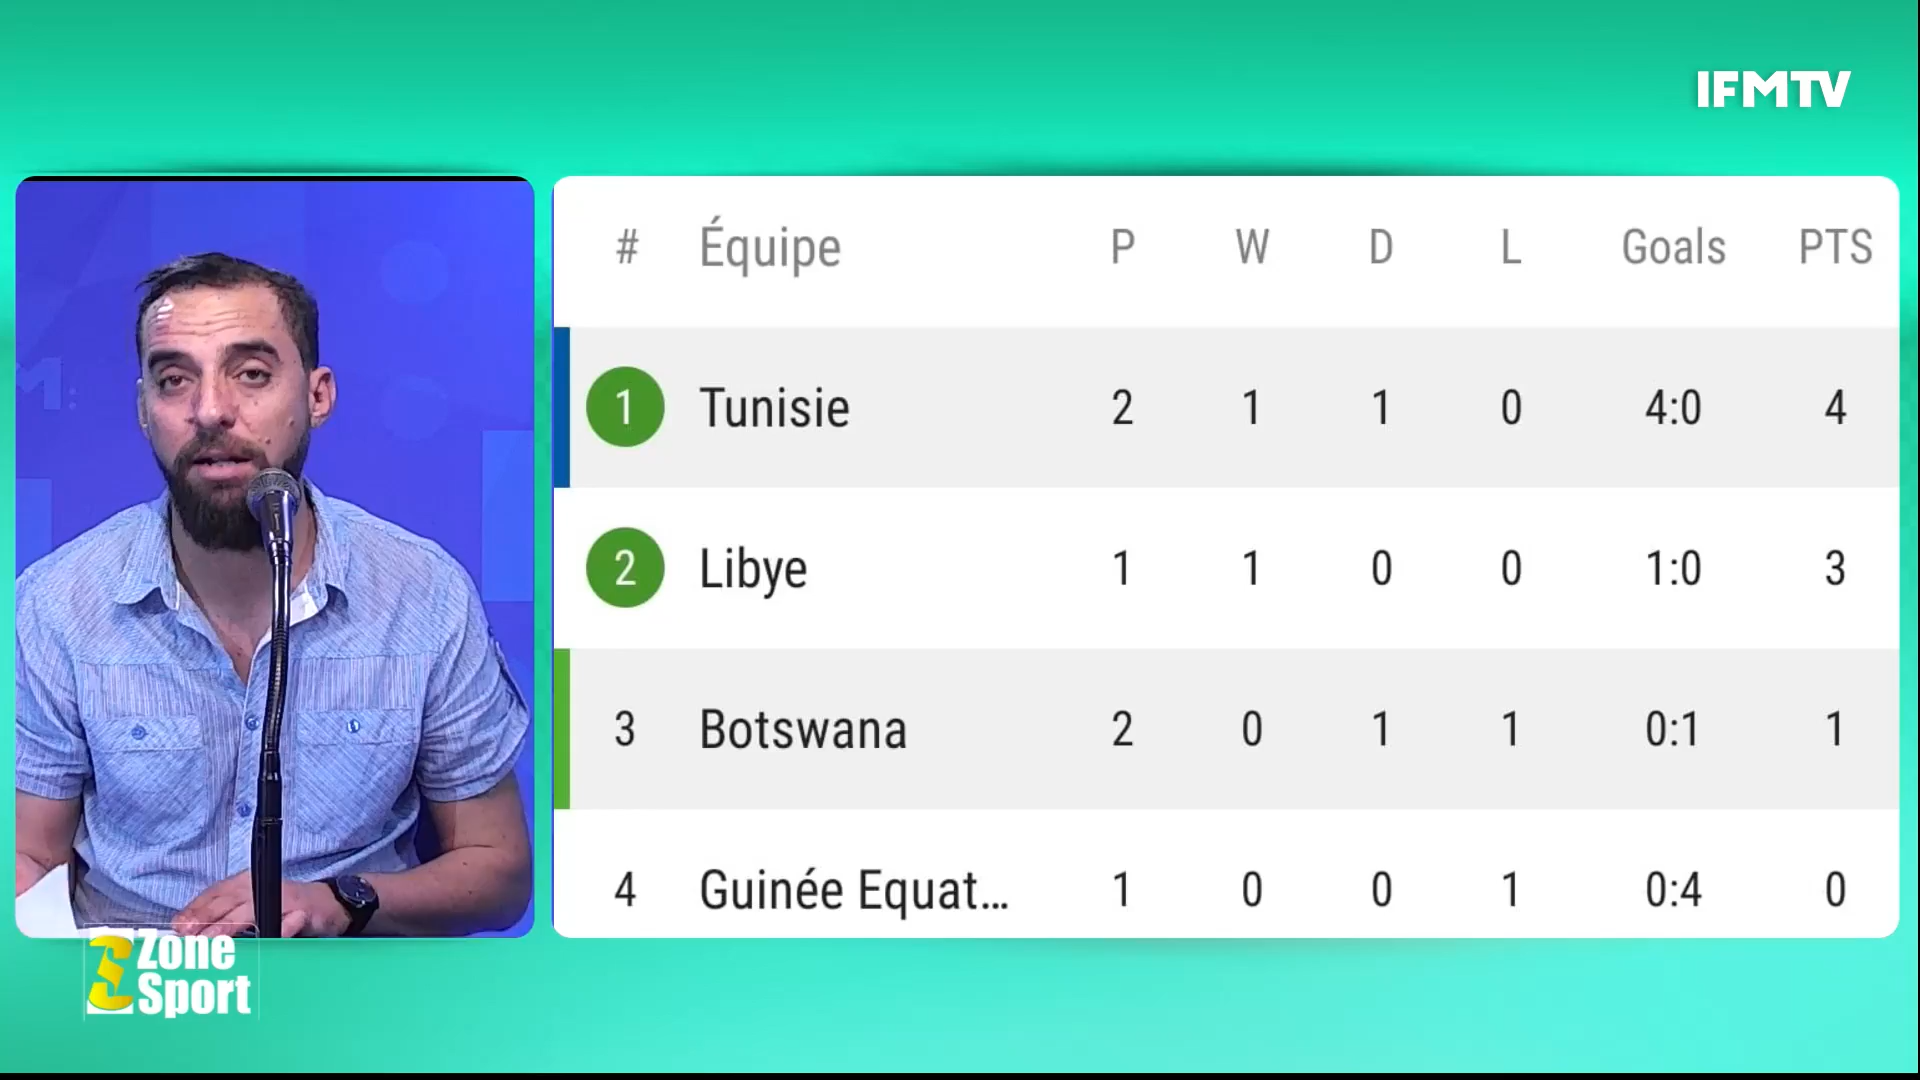 IFMTV
# Équipe P W D L Goals PTS
1 Tunisie 2 1 1 0 4:0 4
2 Libye 1 1 0 0 1:0 3
3 Botswana 2 0 1 1 0:1 1
4 Guinée Equat... 1 0 0 1 0:4 0
Zone
Sport